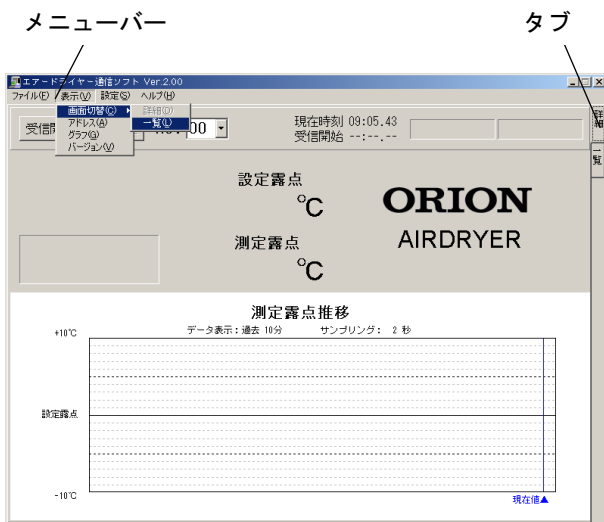 メニューバー
タブ
エアードライヤー通信ソフト Ver.2.00
ファイル(F) 表示(V) 設定(S) ヘルプ(H)
画面切替(C) 詳細(D)
アドレス(A) 一覧(L)
グラフ(G)
バージョン(V)
受信開
00
現在時刻 09:05.43
受信開始 --:--.--
詳細
一覧
設定露点
℃
ORION
AIRDRYER
測定露点
℃
測定露点推移
データ表示：過去 10分 サンプリング： 2 秒
+10℃
設定露点
-10℃
現在値▲